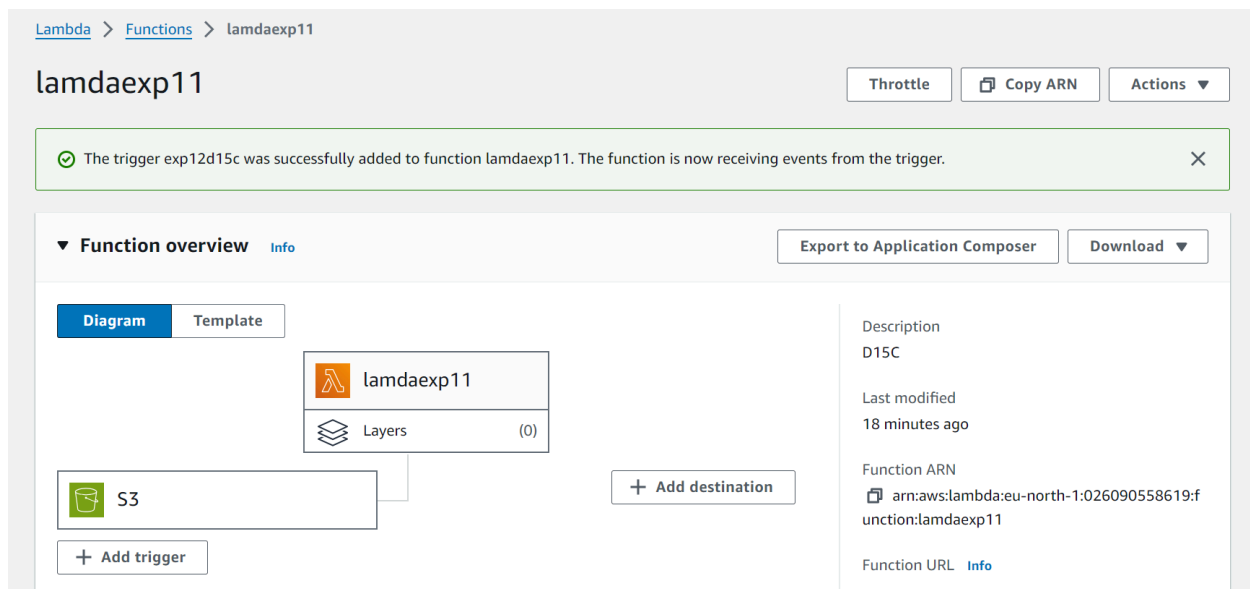 Lambda > Functions > lamdaexp11
lamdaexp11
Throttle
Copy ARN
Actions
The trigger exp12d15c was successfully added to function lamdaexp11. The function is now receiving events from the trigger.
Function overview Info
Export to Application Composer
Download
Diagram
Template
lamdaexp11
Layers (0)
S3
+ Add trigger
+ Add destination
Description
D15C
Last modified
18 minutes ago
Function ARN
arn:aws:lambda:eu-north-1:026090558619:f
unction:lamdaexp11
Function URL Info